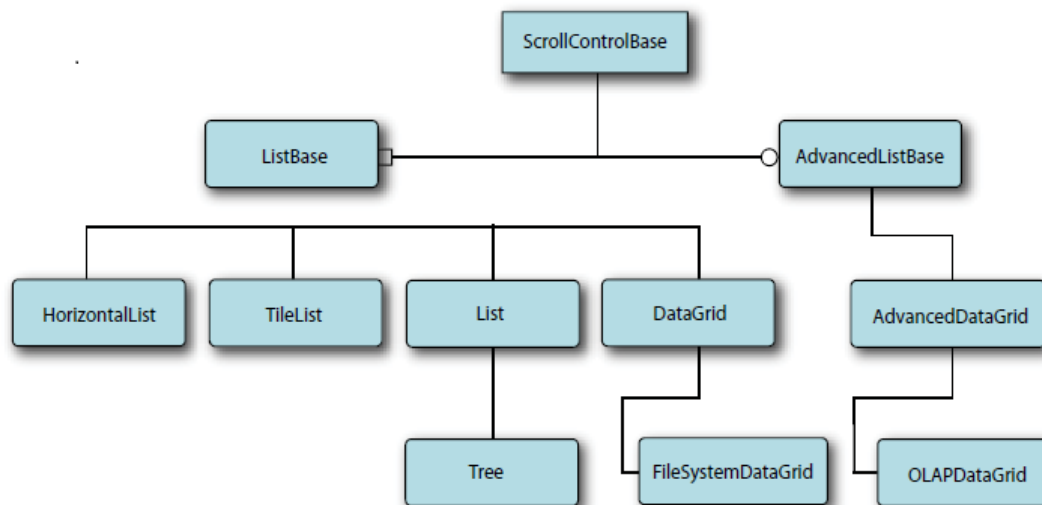 ScrollControlBase
ListBase
AdvancedListBase
HorizontalList
TileList
List
DataGrid
AdvancedDataGrid
Tree
FileSystemDataGrid
OLAPDataGrid